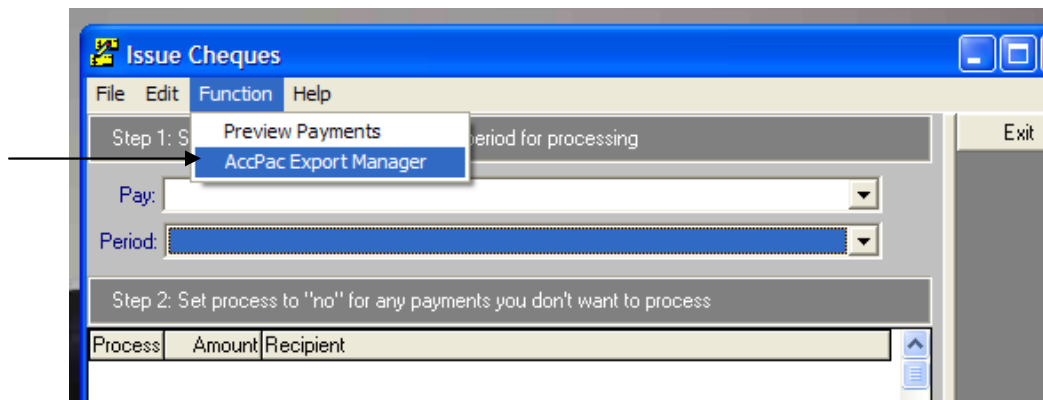 Issue Cheques
File Edit Function Help
Preview Payments
AccPac Export Manager
Step 1: S eriod for processing
Exit
Pay:
Period:
Step 2: Set process to "no" for any payments you don't want to process
Process Amount Recipient